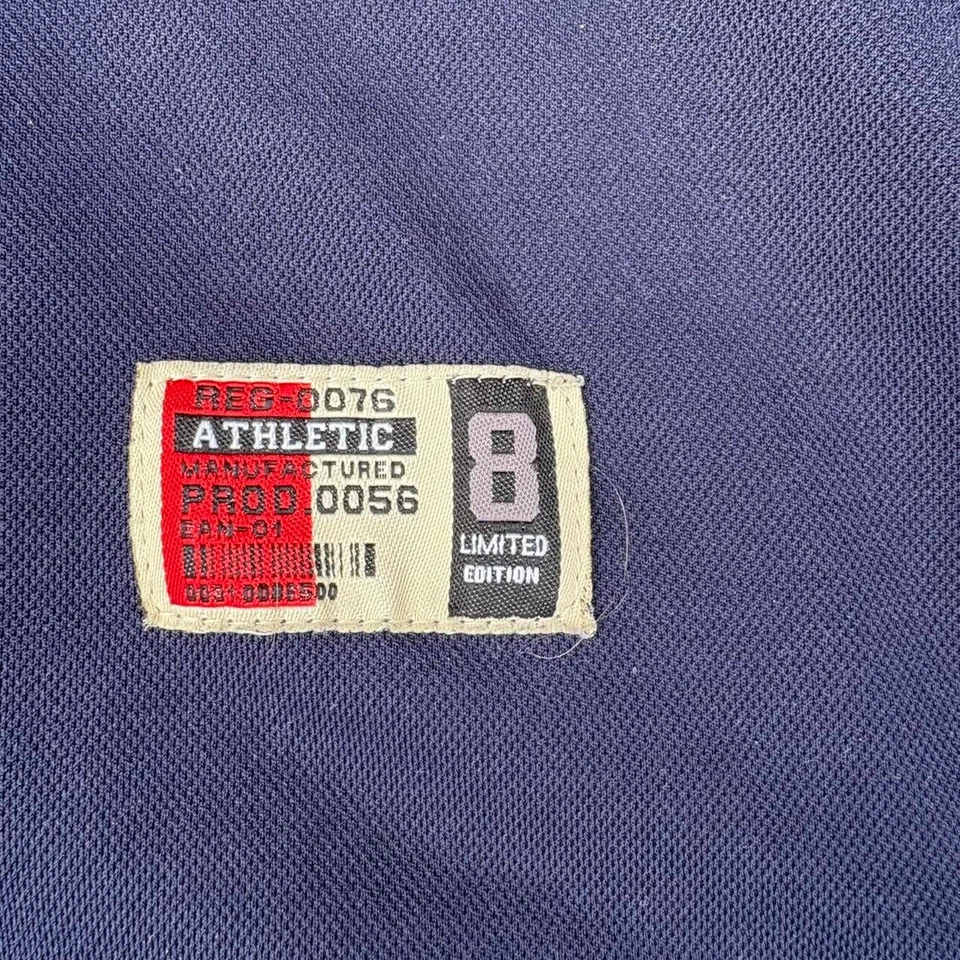 REG-0076
ATHLETIC
MANUFACTURED
PROD.0056
EAN-01
8
LIMITED
EDITION